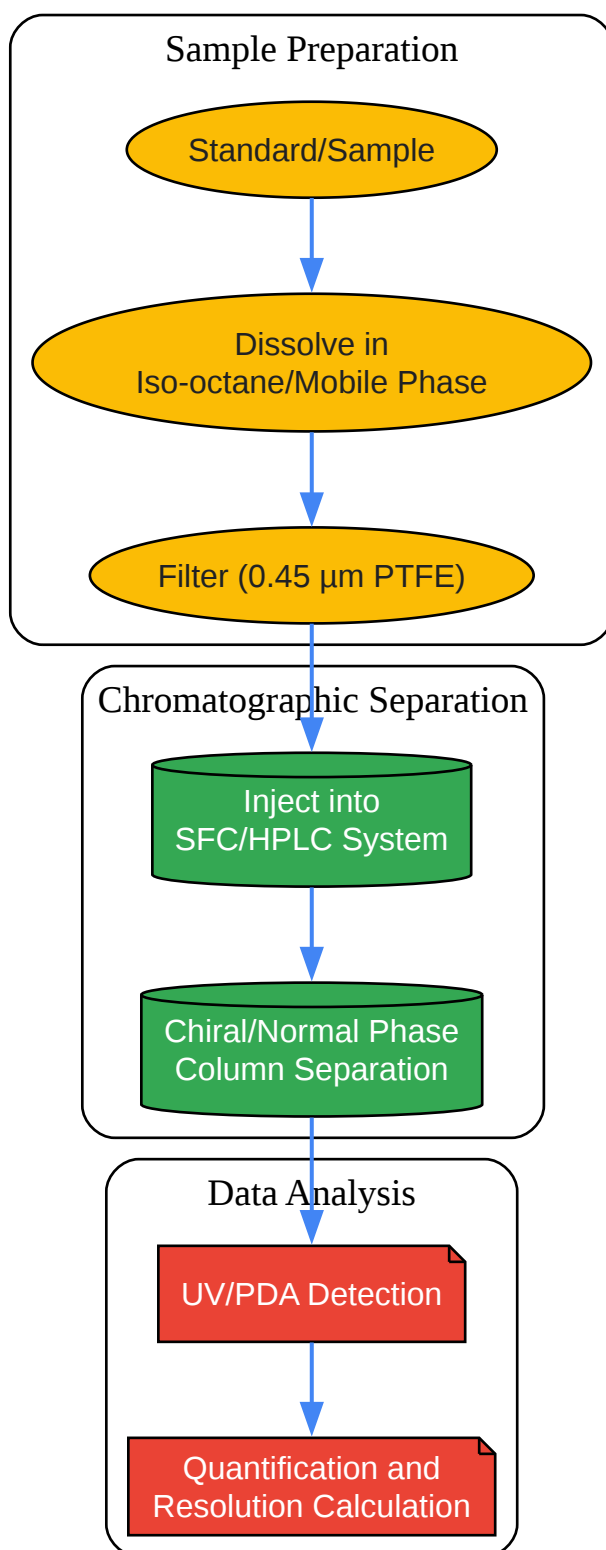 Sample Preparation
Standard/Sample
Dissolve in
Iso-octane/Mobile Phase
Filter (0.45 µm PTFE)
Chromatographic Separation
Inject into
SFC/HPLC System
Chiral/Normal Phase
Column Separation
Data Analysis
UV/PDA Detection
Quantification and
Resolution Calculation